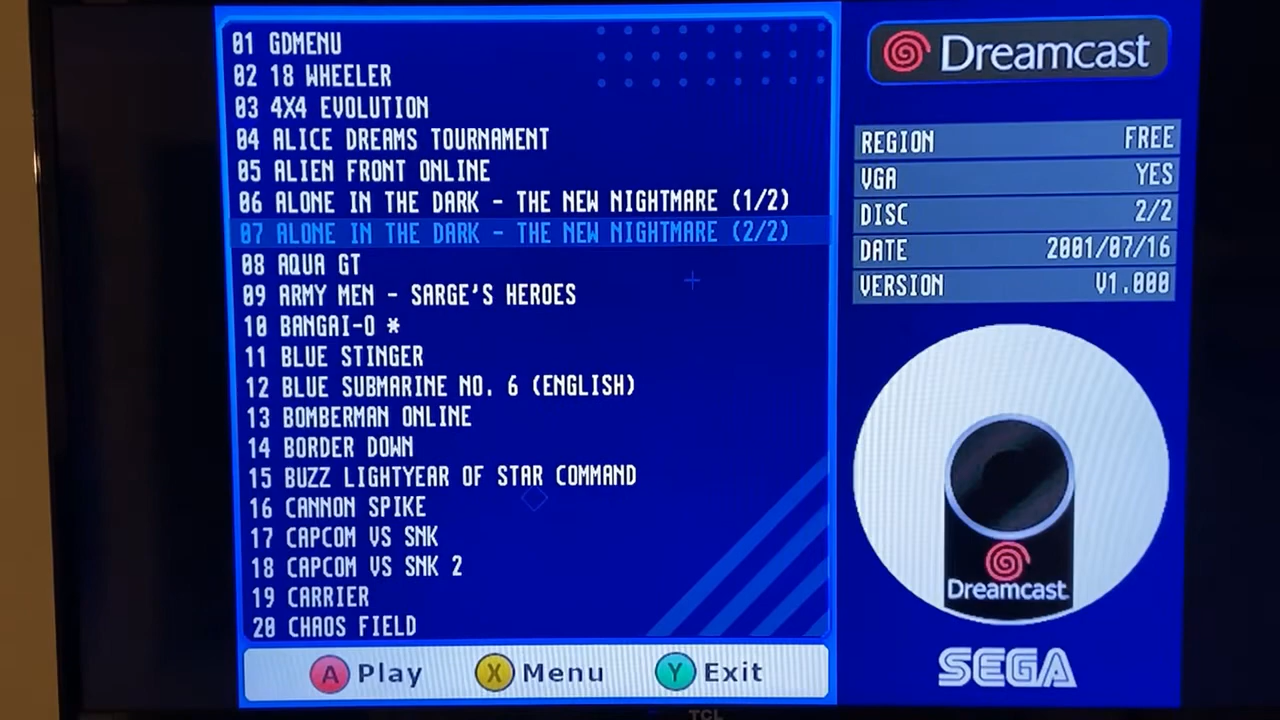 01 GDMENU
02 18 WHEELER
03 4X4 EVOLUTION
04 ALICE DREAMS TOURNAMENT
05 ALIEN FRONT ONLINE
06 ALONE IN THE DARK - THE NEW NIGHTMARE (1/2)
07 ALONE IN THE DARK - THE NEW NIGHTMARE (2/2)
08 AQUA GT
09 ARMY MEN - SARGE'S HEROES
10 BANGAI-O *
11 BLUE STINGER
12 BLUE SUBMARINE NO. 6 (ENGLISH)
13 BOMBERMAN ONLINE
14 BORDER DOWN
15 BUZZ LIGHTYEAR OF STAR COMMAND
16 CANNON SPIKE
17 CAPCOM VS SNK
18 CAPCOM VS SNK 2
19 CARRIER
20 CHAOS FIELD
A Play X Menu Y Exit
Dreamcast
REGION FREE
VGA YES
DISC 2/2
DATE 2001/07/16
VERSION V1.000
Dreamcast
SEGA
TCL